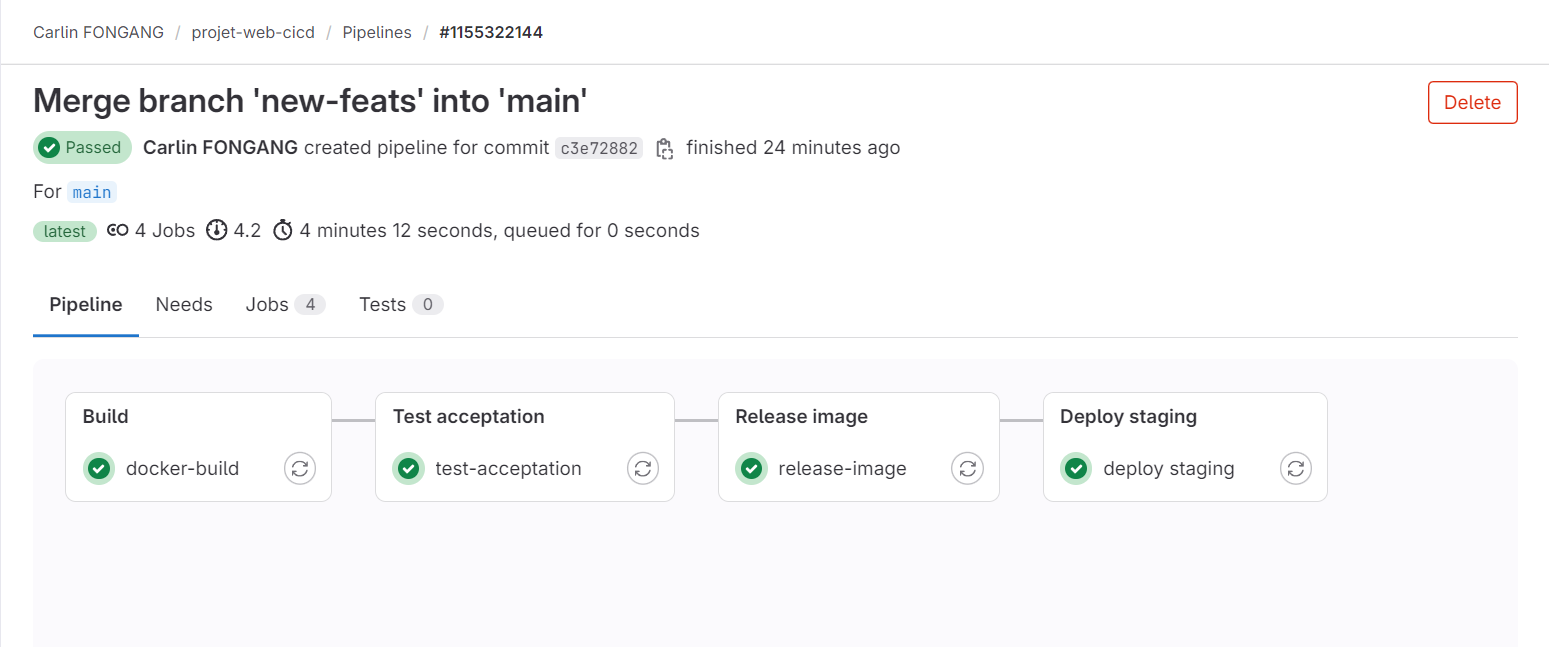 Carlin FONGANG / projet-web-cicd / Pipelines / #1155322144
Merge branch 'new-feats' into 'main'
Delete
Passed Carlin FONGANG created pipeline for commit c3e72882 finished 24 minutes ago
For main
latest 4 Jobs 4.2 4 minutes 12 seconds, queued for 0 seconds
Pipeline Needs Jobs 4 Tests 0
Build Test acceptation Release image Deploy staging
docker-build test-acceptation release-image deploy staging